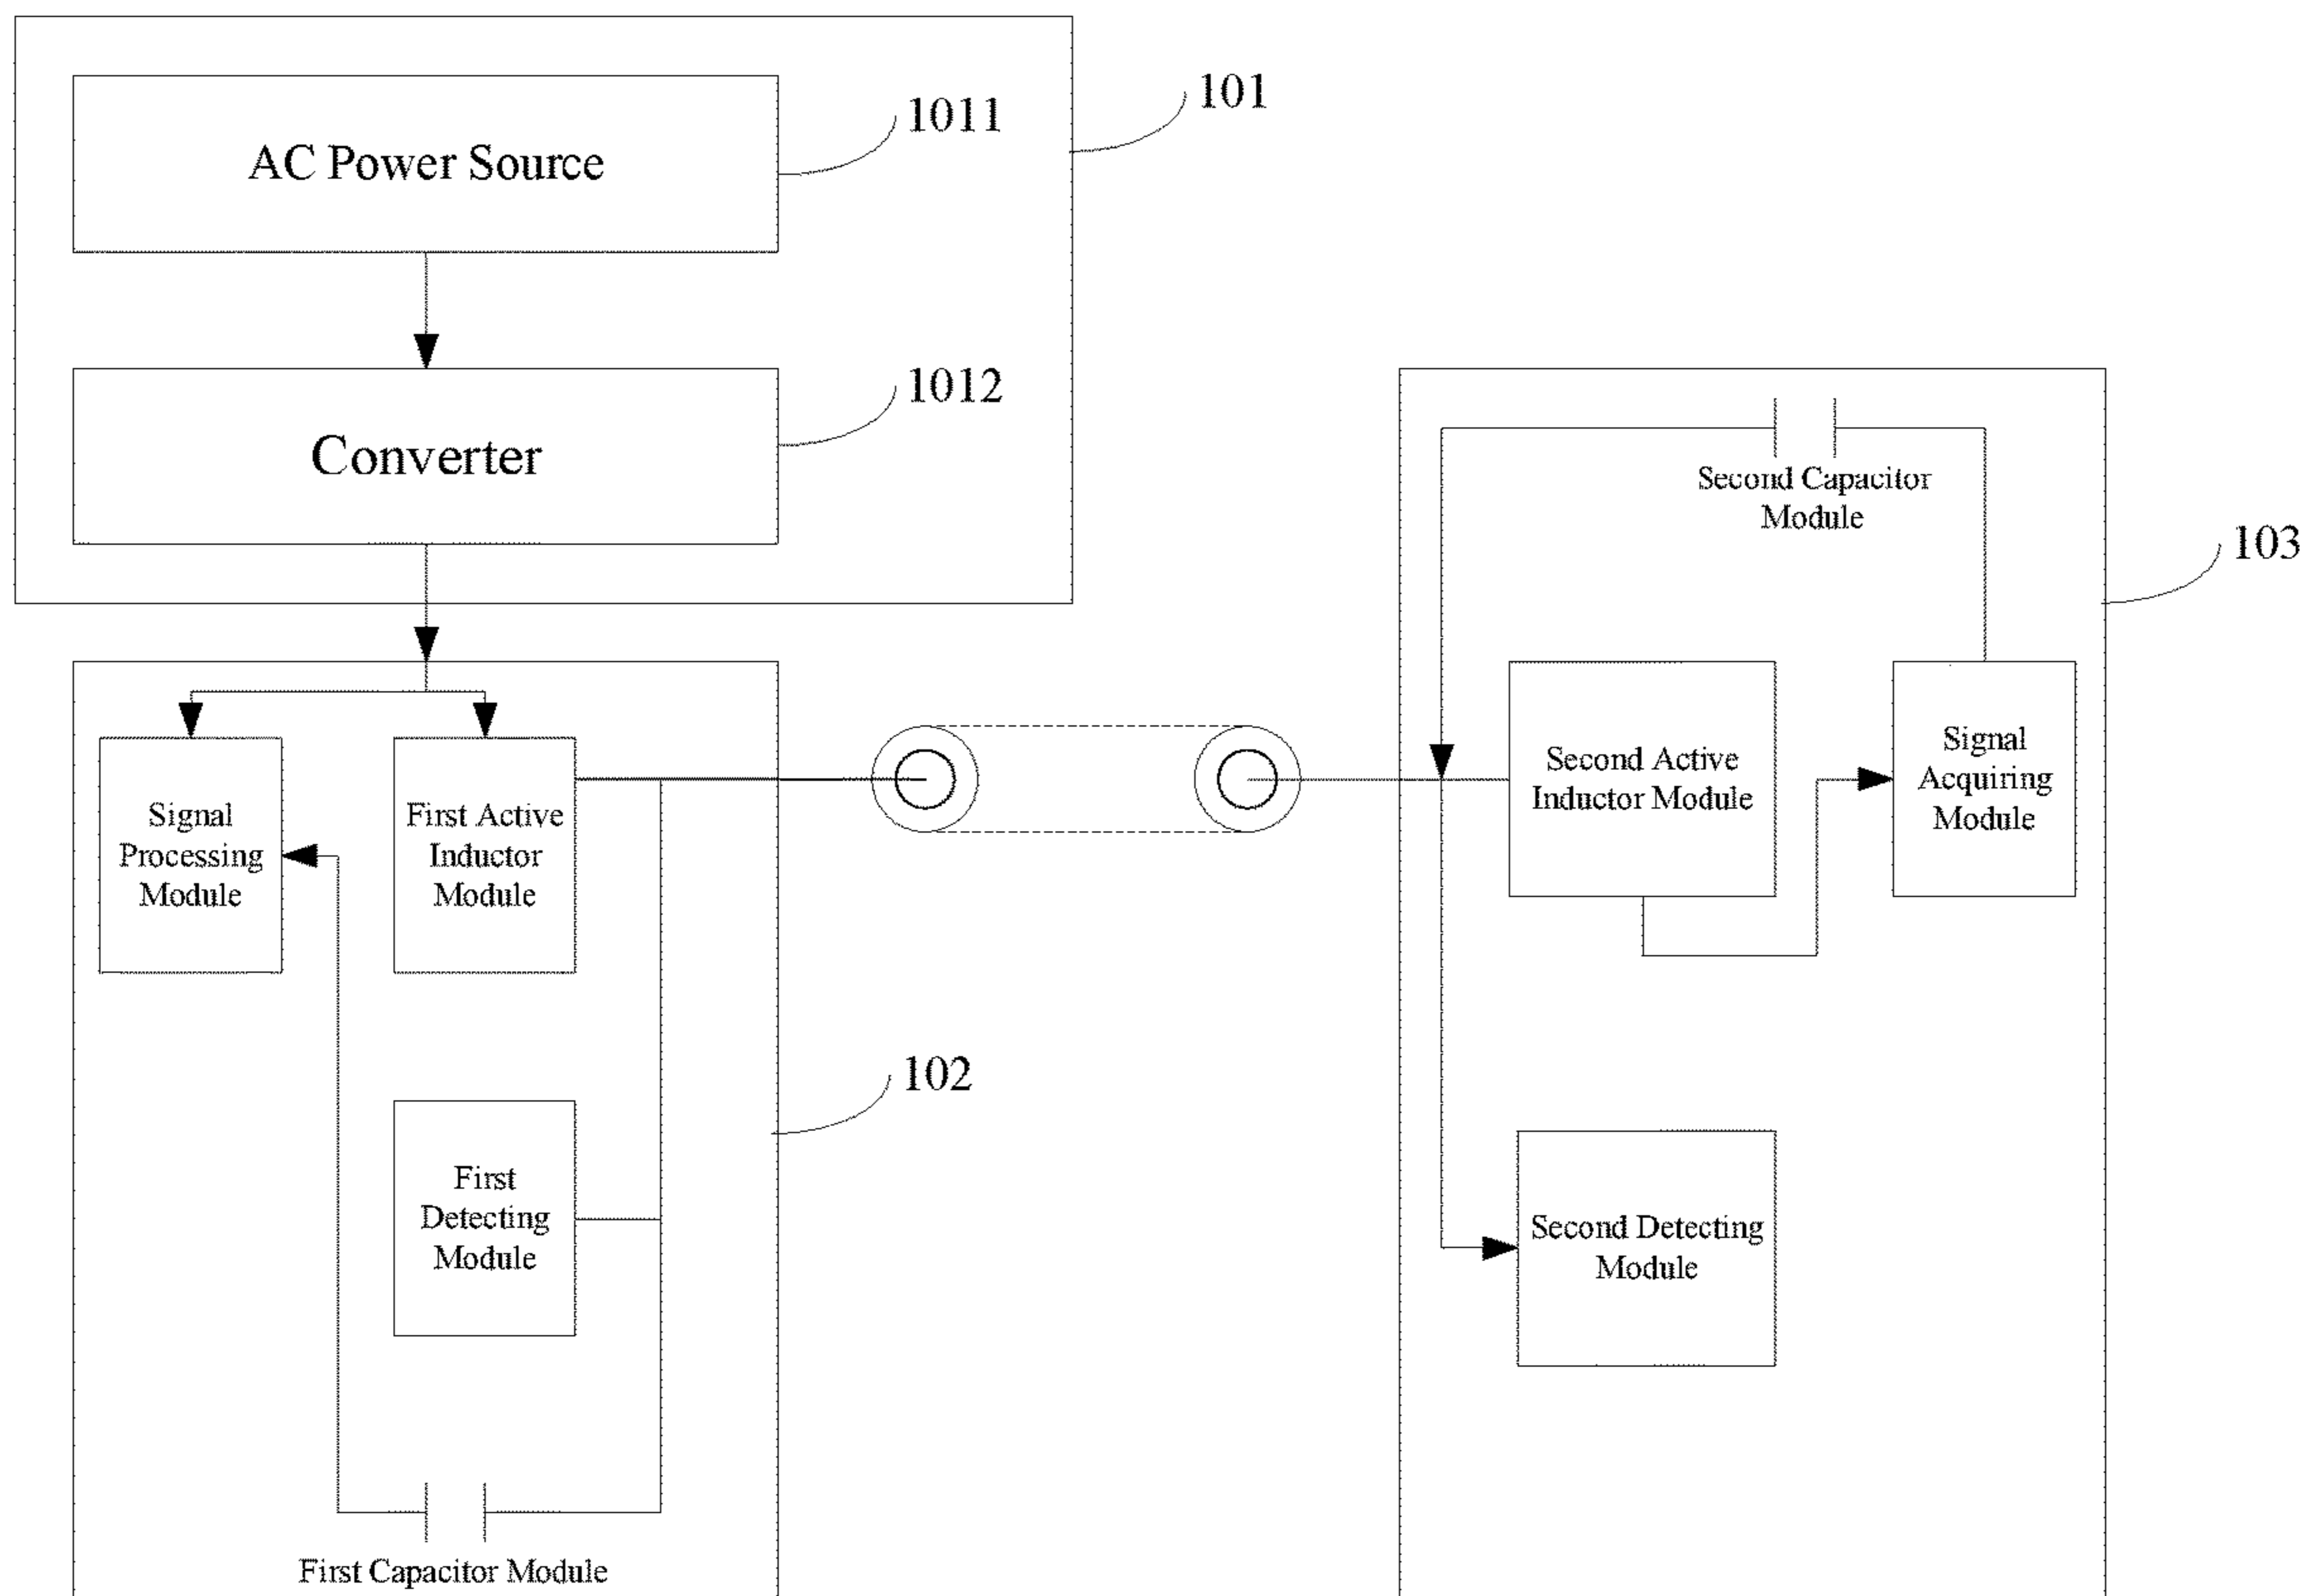 AC Power Source
1011
101
Converter
1012
Second Capacitor
Module
103
Signal
Processing
Module
First Active
Inductor
Module
Second Active
Inductor Module
Signal
Acquiring
Module
102
First
Detecting
Module
Second Detecting
Module
First Capacitor Module